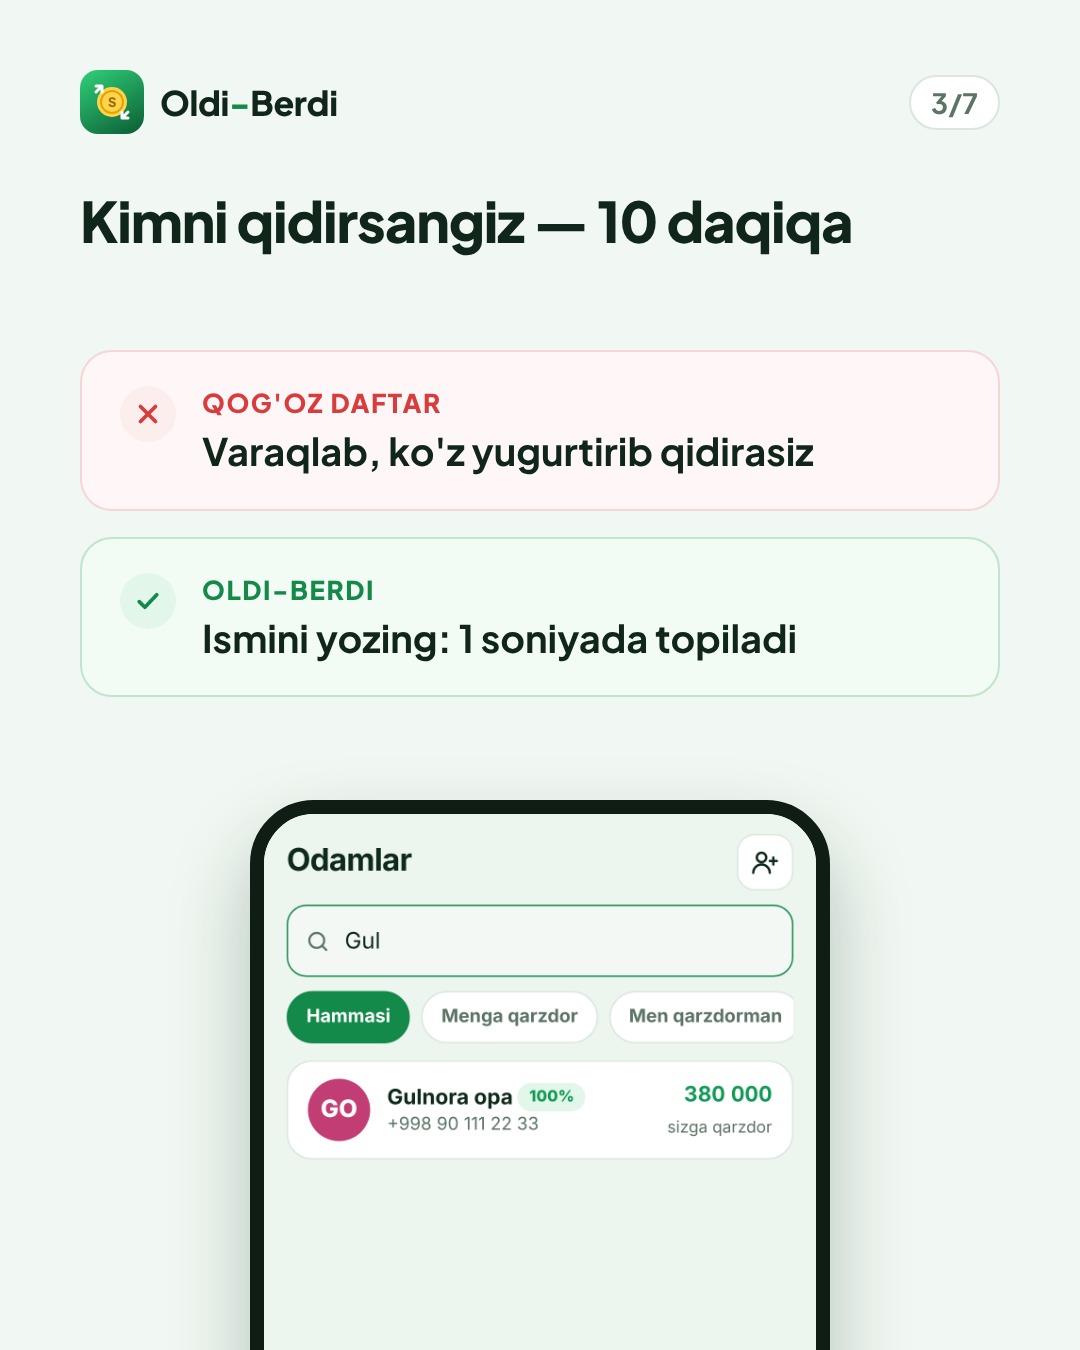 Oldi-Berdi
3/7
Kimni qidirsangiz — 10 daqiqa
QOG'OZ DAFTAR
Varaqlab, ko'z yugurtirib qidirasiz
OLDI-BERDI
Ismini yozing: 1 soniyada topiladi
Odamlar
Gul
Hammasi
Menga qarzdor
Men qarzdorman
GO
Gulnora opa 100%
+998 90 111 22 33
380 000
sizga qarzdor